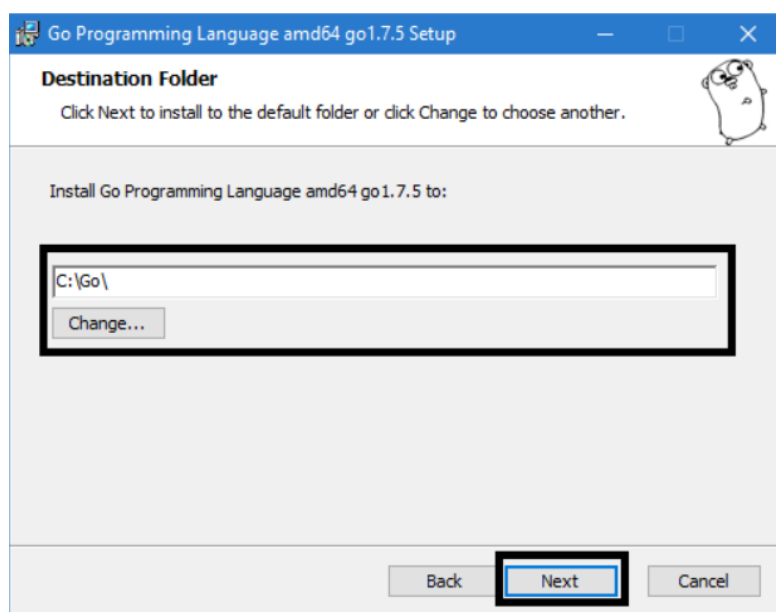 Go Programming Language amd64 go1.7.5 Setup
Destination Folder
Click Next to install to the default folder or click Change to choose another.
Install Go Programming Language amd64 go1.7.5 to:
C:\Go\
Change...
Back Next Cancel